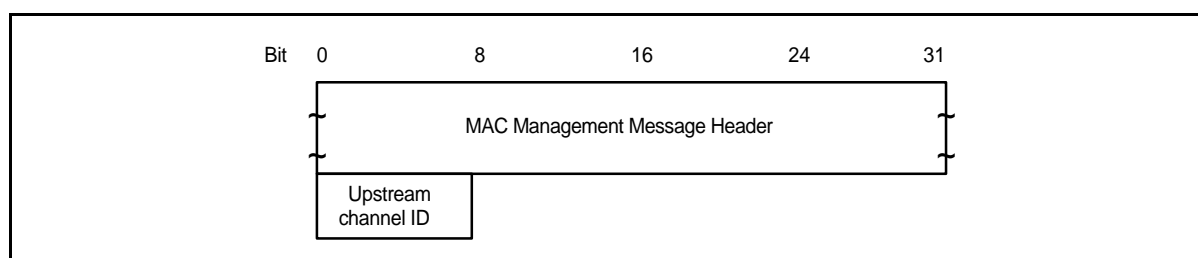 Bit 0 8 16 24 31
MAC Management Message Header
Upstream
channel ID